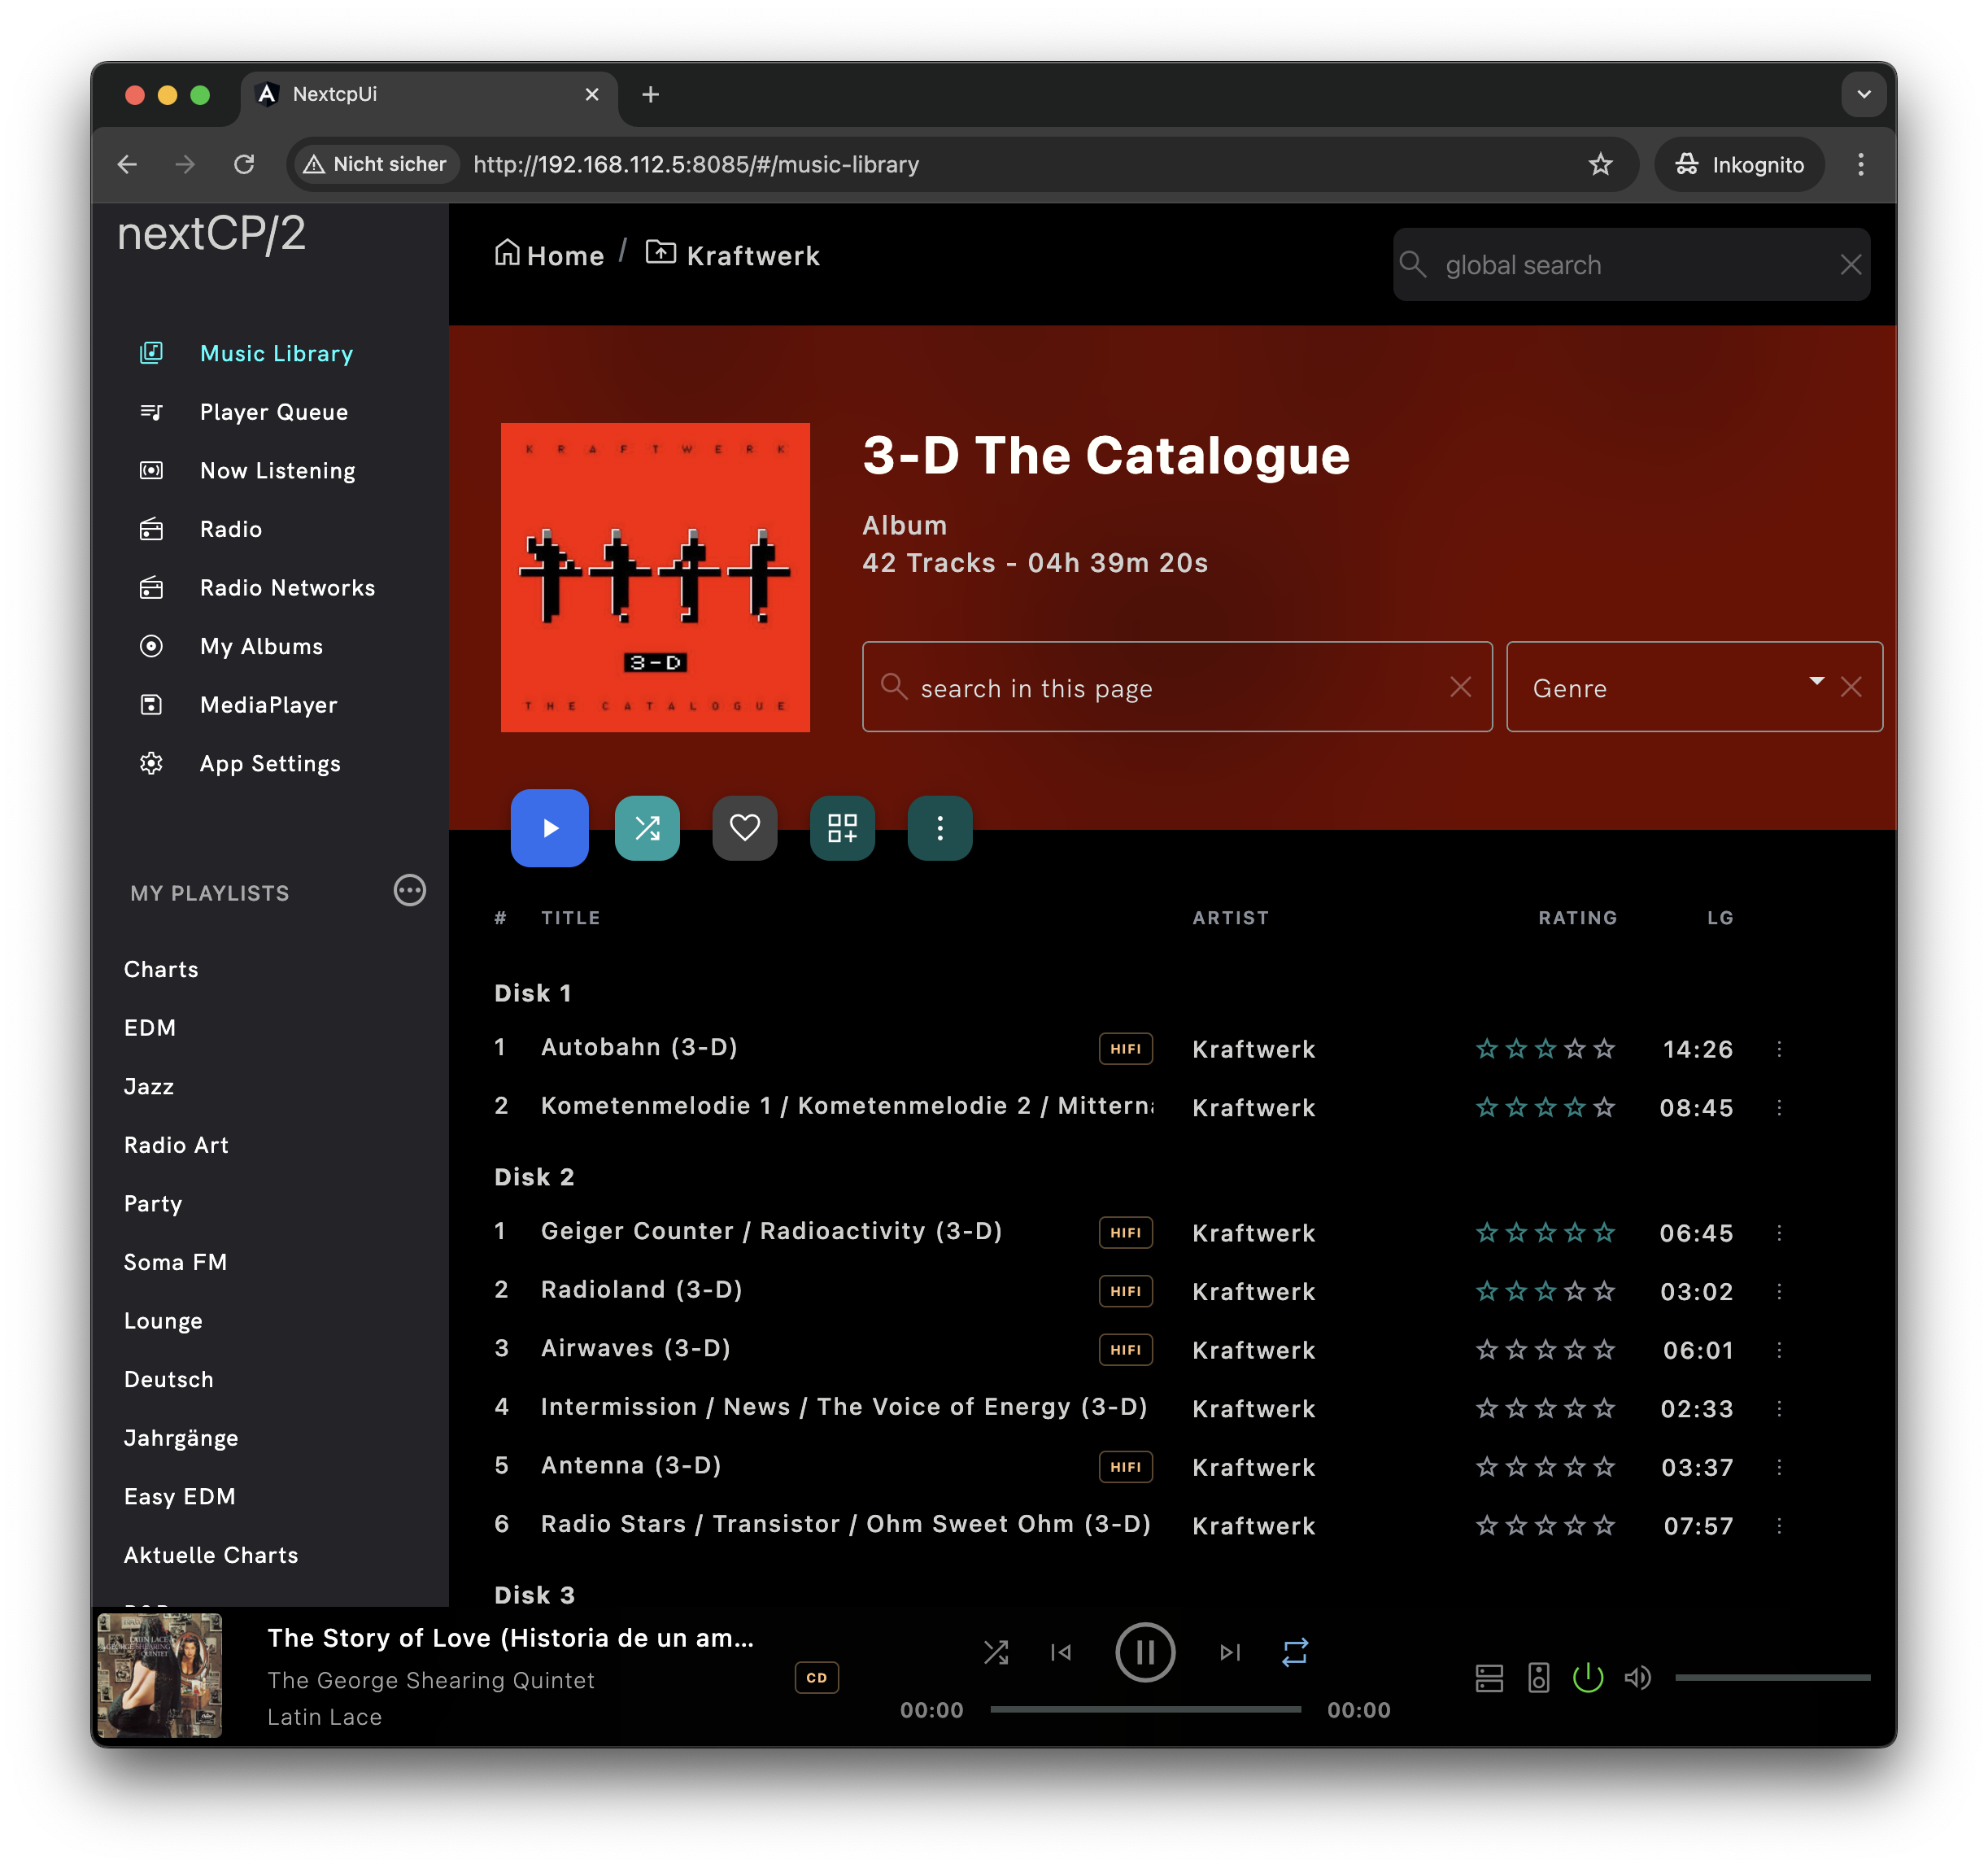 NextcpUi
Nicht sicher http://192.168.112.5:8085/#/music-library Inkognito
nextCP/2
Home / Kraftwerk
global search
Music Library
Player Queue
Now Listening
Radio
Radio Networks
My Albums
MediaPlayer
App Settings
MY PLAYLISTS
Charts
EDM
Jazz
Radio Art
Party
Soma FM
Lounge
Deutsch
Jahrgänge
Easy EDM
Aktuelle Charts
KRAFTWERK
3-D
THE CATALOGUE
3-D The Catalogue
Album
42 Tracks - 04h 39m 20s
search in this page
Genre
# TITLE ARTIST RATING LG
Disk 1
1 Autobahn (3-D) HIFI Kraftwerk 14:26
2 Kometenmelodie 1 / Kometenmelodie 2 / Kraftwerk 08:45
Disk 2
1 Geiger Counter / Radioactivity (3-D) HIFI Kraftwerk 06:45
2 Radioland (3-D) HIFI Kraftwerk 03:02
3 Airwaves (3-D) HIFI Kraftwerk 06:01
4 Intermission / News / The Voice of Energy (3-D) Kraftwerk 02:33
5 Antenna (3-D) HIFI Kraftwerk 03:37
6 Radio Stars / Transistor / Ohm Sweet Ohm (3-D) Kraftwerk 07:57
Disk 3
The Story of Love (Historia de un am...
The George Shearing Quintet
Latin Lace
CD
00:00 00:00